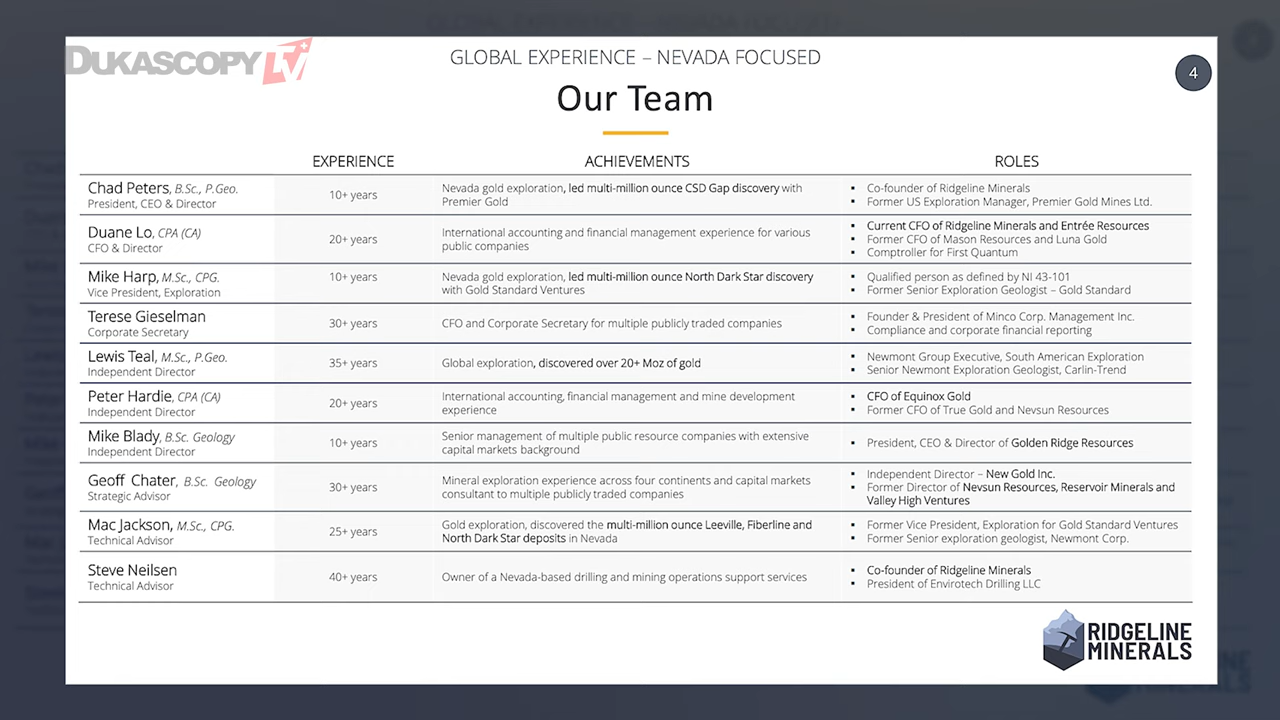 DUKASCOPY TV
GLOBAL EXPERIENCE – NEVADA FOCUSED
4
Our Team
EXPERIENCE ACHIEVEMENTS ROLES
Chad Peters, B.Sc., P.Geo.
President, CEO & Director
10+ years
Nevada gold exploration, led multi-million ounce CSD Gap discovery with
Premier Gold
▪ Co-founder of Ridgeline Minerals
▪ Former US Exploration Manager, Premier Gold Mines Ltd.
Duane Lo, CPA (CA)
CFO & Director
20+ years
International accounting and financial management experience for various
public companies
▪ Current CFO of Ridgeline Minerals and Entrée Resources
▪ Former CFO of Mason Resources and Luna Gold
▪ Comptroller for First Quantum
Mike Harp, M.Sc., CPG.
Vice President, Exploration
10+ years
Nevada gold exploration, led multi-million ounce North Dark Star discovery
with Gold Standard Ventures
▪ Qualified person as defined by NI 43-101
▪ Former Senior Exploration Geologist – Gold Standard
Terese Gieselman
Corporate Secretary
30+ years
CFO and Corporate Secretary for multiple publicly traded companies
▪ Founder & President of Minco Corp. Management Inc.
▪ Compliance and corporate financial reporting
Lewis Teal, M.Sc., P.Geo.
Independent Director
35+ years
Global exploration, discovered over 20+ Moz of gold
▪ Newmont Group Executive, South American Exploration
▪ Senior Newmont Exploration Geologist, Carlin-Trend
Peter Hardie, CPA (CA)
Independent Director
20+ years
International accounting, financial management and mine development
experience
▪ CFO of Equinox Gold
▪ Former CFO of True Gold and Nevsun Resources
Mike Blady, B.Sc. Geology
Independent Director
10+ years
Senior management of multiple public resource companies with extensive
capital markets background
▪ President, CEO & Director of Golden Ridge Resources
Geoff Chater, B.Sc. Geology
Strategic Advisor
30+ years
Mineral exploration experience across four continents and capital markets
consultant to multiple publicly traded companies
▪ Independent Director – New Gold Inc.
▪ Former Director of Nevsun Resources, Reservoir Minerals and
Valley High Ventures
Mac Jackson, M.Sc., CPG.
Technical Advisor
25+ years
Gold exploration, discovered the multi-million ounce Leeville, Fiberline and
North Dark Star deposits in Nevada
▪ Former Vice President, Exploration for Gold Standard Ventures
▪ Former Senior exploration geologist, Newmont Corp.
Steve Neilsen
Technical Advisor
40+ years
Owner of a Nevada-based drilling and mining operations support services
▪ Co-founder of Ridgeline Minerals
▪ President of Envirotech Drilling LLC
RIDGELINE
MINERALS